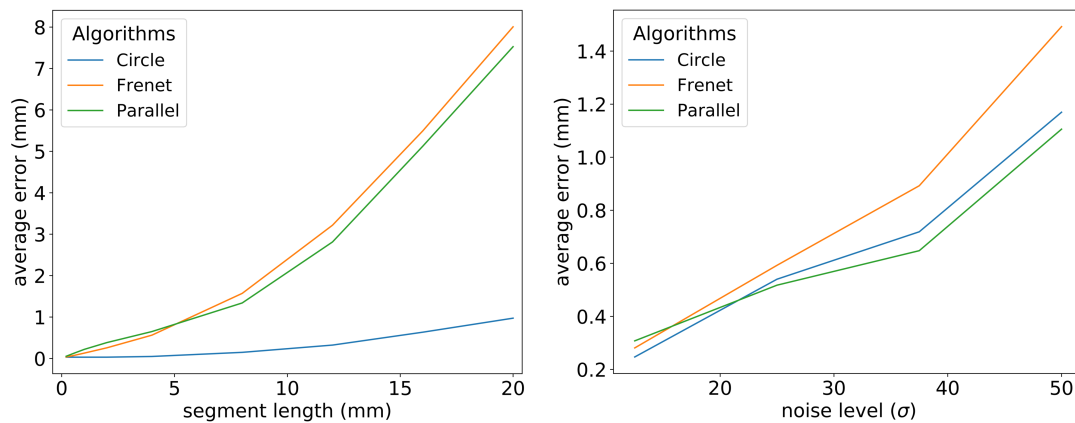 Algorithms
Circle
Frenet
Parallel
average error (mm)
8
7
6
5
4
3
2
1
0
0 5 10 15 20
segment length (mm)
Algorithms
Circle
Frenet
Parallel
average error (mm)
1.4
1.2
1.0
0.8
0.6
0.4
0.2
20 30 40 50
noise level (σ)